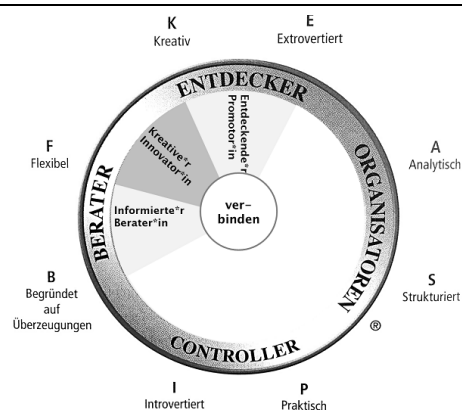 K
Kreativ
E
Extrovertiert
ENTDECKER
F
Flexibel
Kreative*r
Innovator*in
Entdeckende*r
Promotor*in
A
Analytisch
BERATER
Informierte*r
Berater*in
ver-
binden
ORGANISATOREN
B
Begründet
auf
Überzeugungen
S
Strukturiert
®
CONTROLLER
I
Introvertiert
P
Praktisch